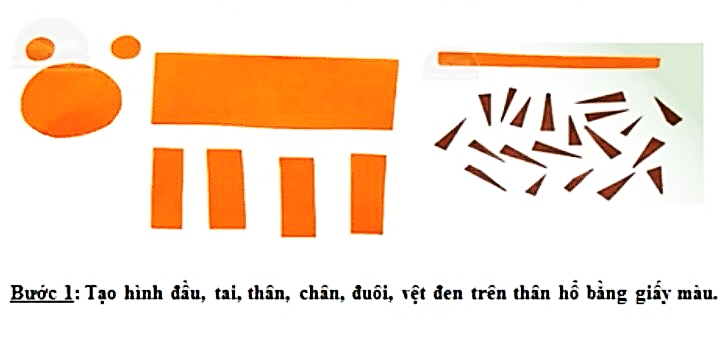 Bước 1: Tạo hình đầu, tai, thân, chân, đuôi, vệt đen trên thân hổ bằng giấy màu.